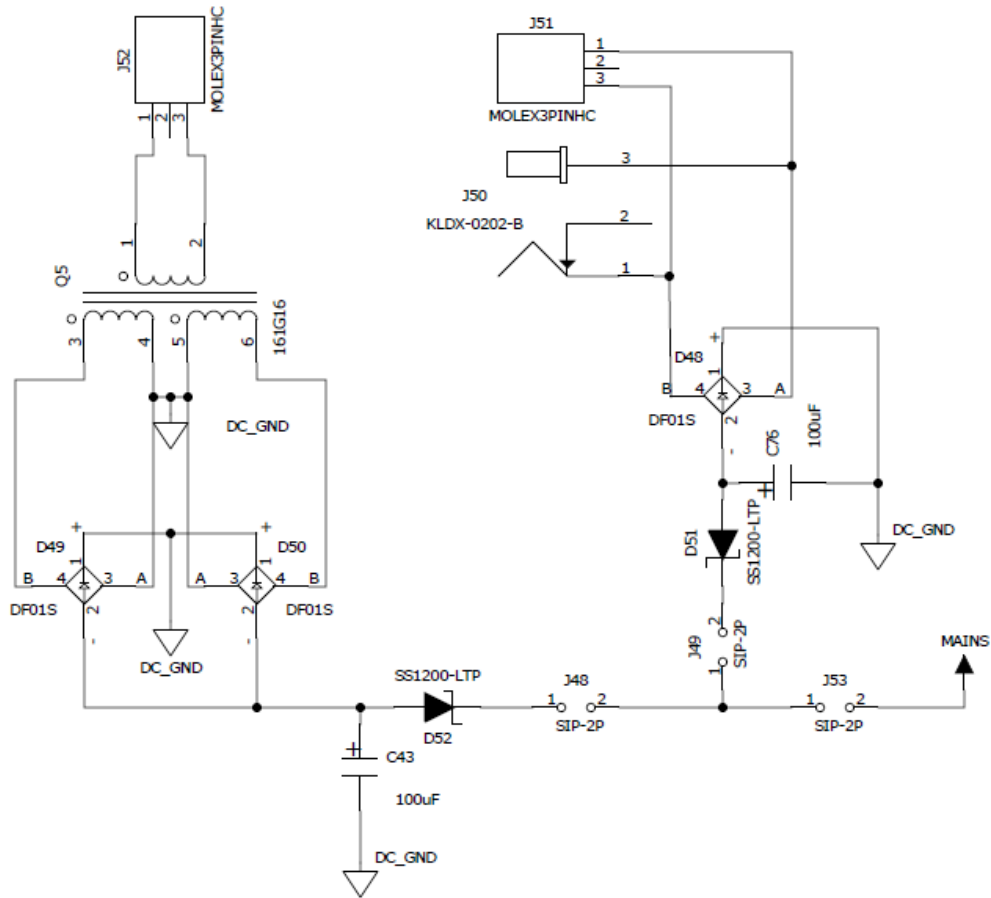 J52
MOLEX3PINHC
1 2 3
J51
1
2
3
MOLEX3PINHC
3
J50
KLDX-0202-B
2
1
1 2
Q5
161G16
3 4 5 6
DC_GND
D48
+
1
B 4 3 A
DF01S
2
-
C76
100uF
+
DC_GND
D51
SS1200-LTP
D49
+
1
B 4 3 A
DF01S
2
-
D50
+
1
A 3 4 B
DF01S
2
-
DC_GND
2
J49
SIP-2P
1
MAINS
SS1200-LTP
D52
J48
1 2
SIP-2P
J53
1 2
SIP-2P
+
C43
100uF
DC_GND